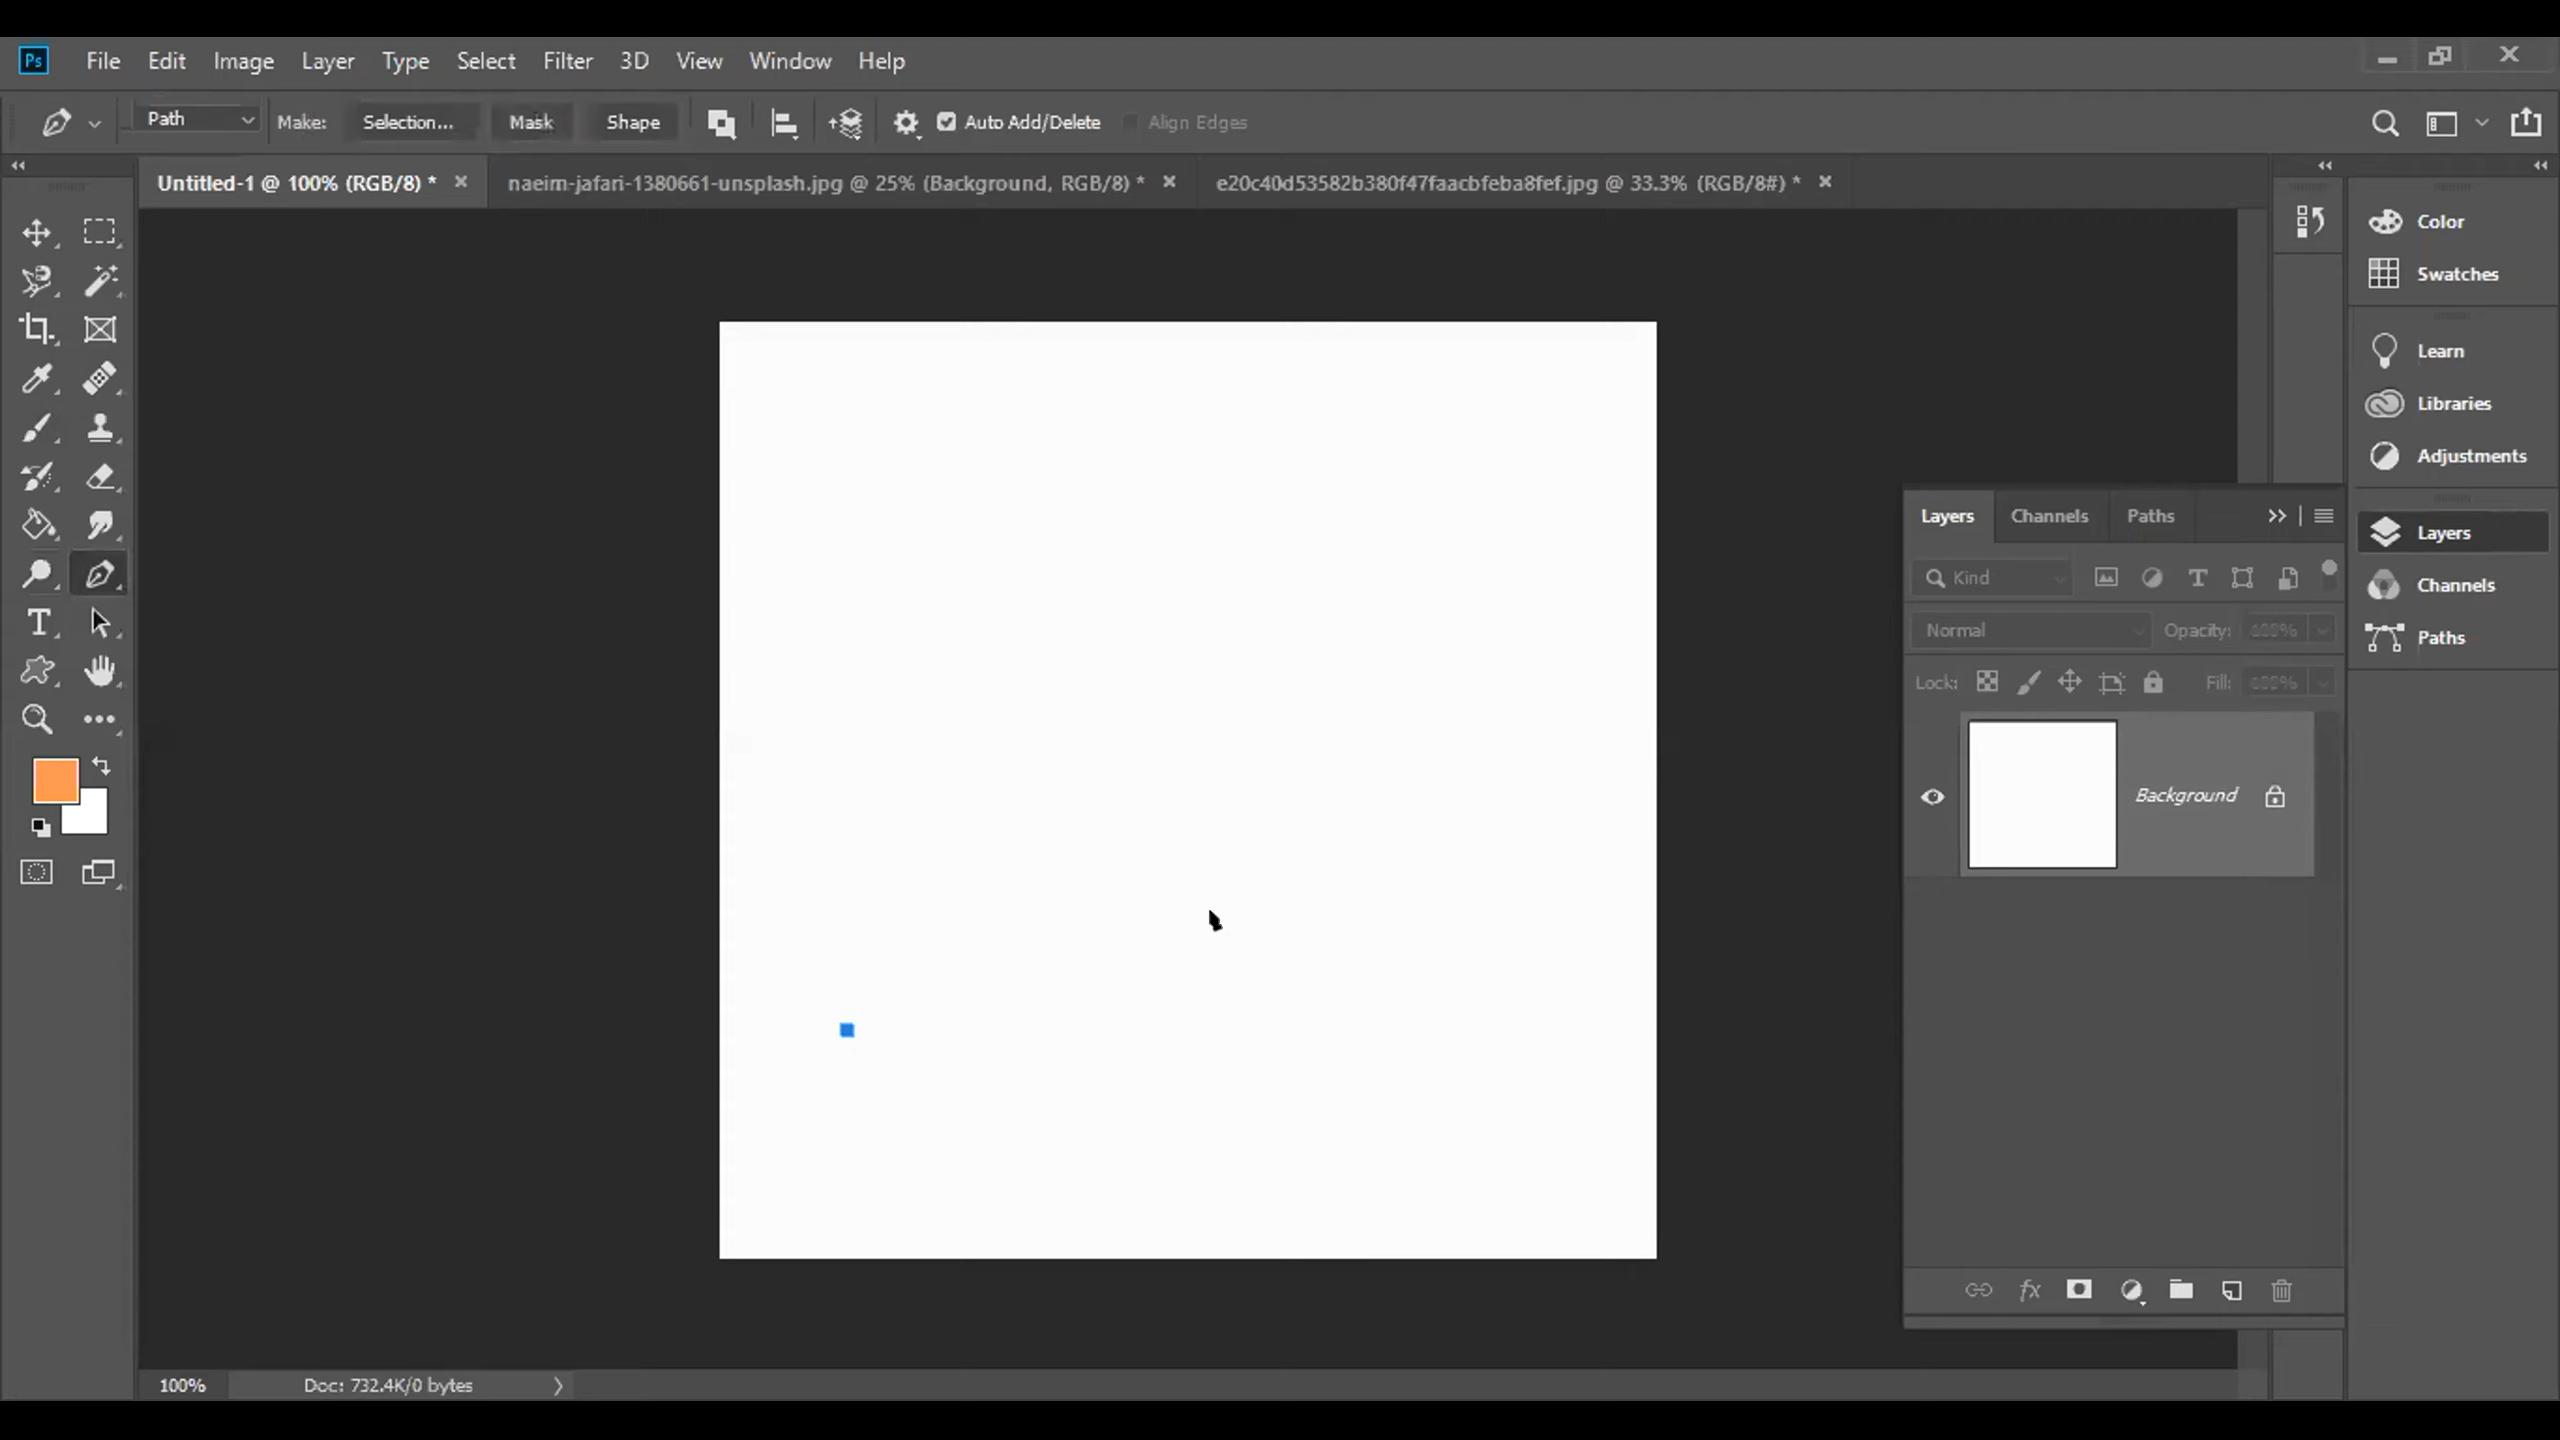 Ps File Edit Image Layer Type Select Filter 3D View Window Help
Path Make: Selection... Mask Shape Auto Add/Delete Align Edges
Untitled-1 @ 100% (RGB/8) * naeim-jafari-1380661-unsplash.jpg @ 25% (Background, RGB/8) * e20c40d53582b380f47faacbfeba8fef.jpg @ 33.3% (RGB/8#) *
Color
Swatches
Learn
Libraries
Adjustments
Layers
Channels
Paths
Layers Channels Paths
Kind
Normal Opacity:
Lock: Fill:
Background
100% Doc: 732.4K/0 bytes